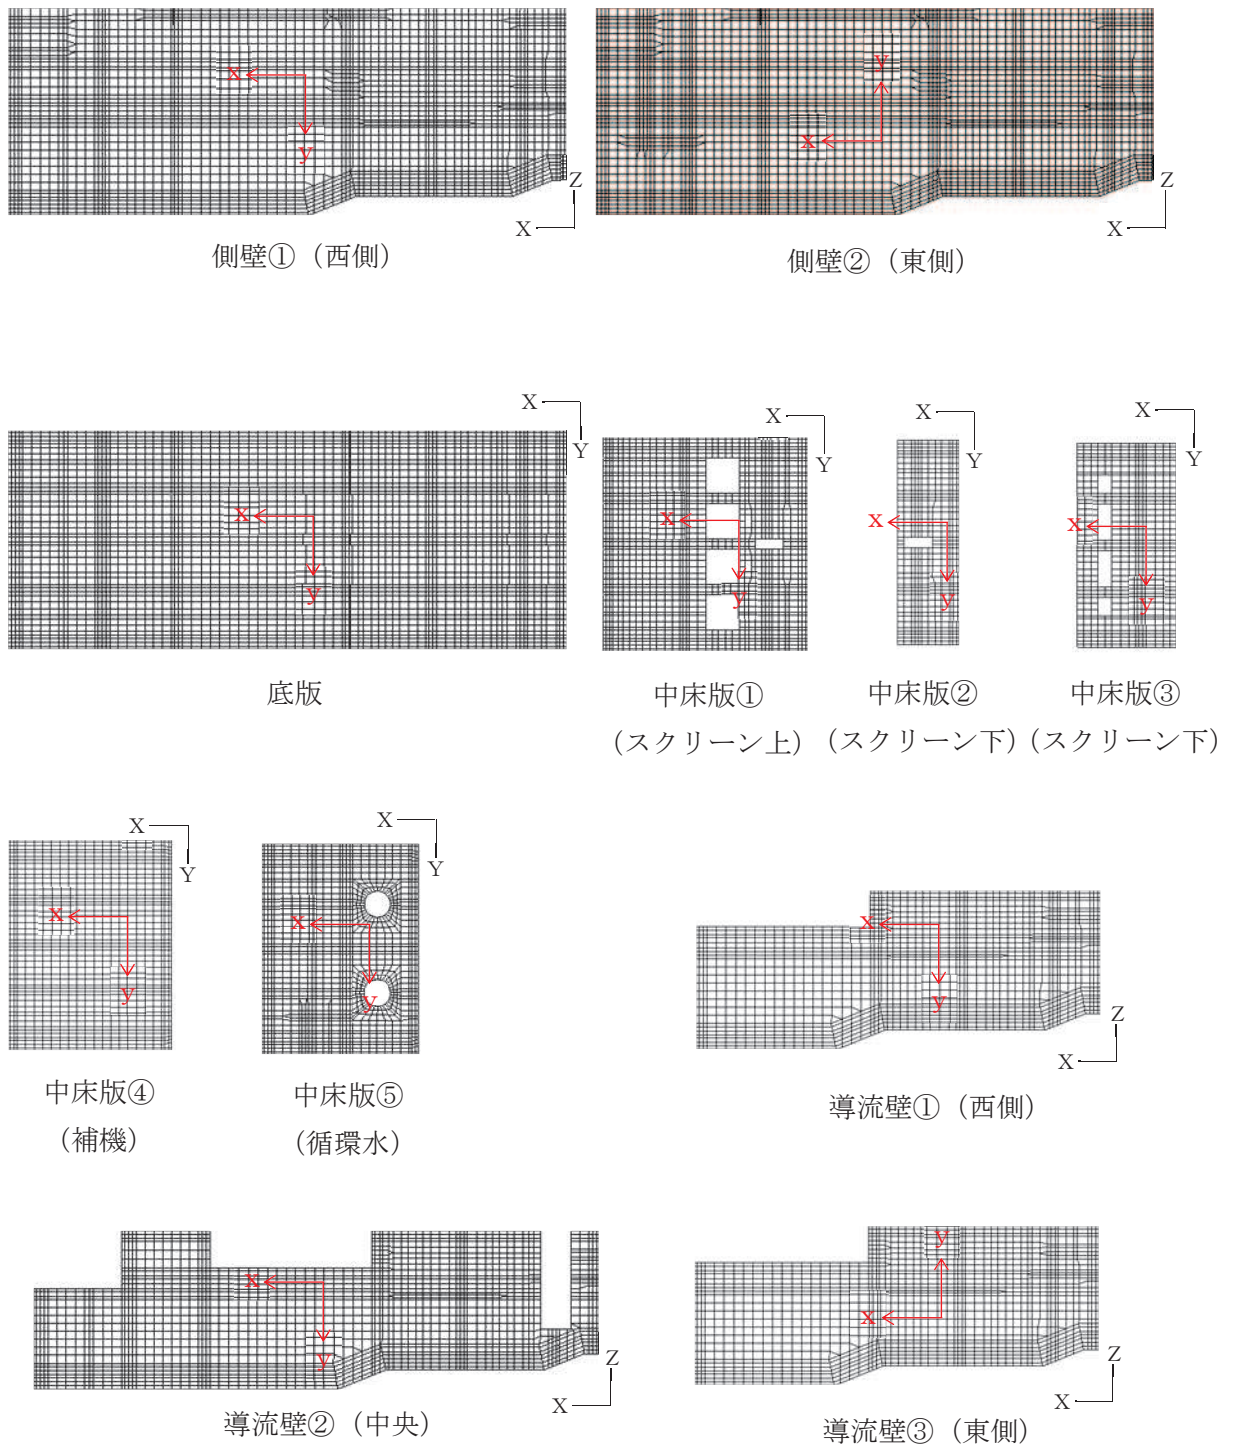 x
y
Z
X
側壁①（西側）
y
x
Z
X
側壁②（東側）
X
Y
x
y
底版
X
Y
x
y
中床版①
（スクリーン上）
X
Y
x
y
中床版②
（スクリーン下）
X
Y
x
y
中床版③
（スクリーン下）
X
Y
x
y
中床版④
（補機）
X
Y
x
y
中床版⑤
（循環水）
x
y
Z
X
導流壁①（西側）
x
y
Z
X
導流壁②（中央）
y
x
Z
X
導流壁③（東側）